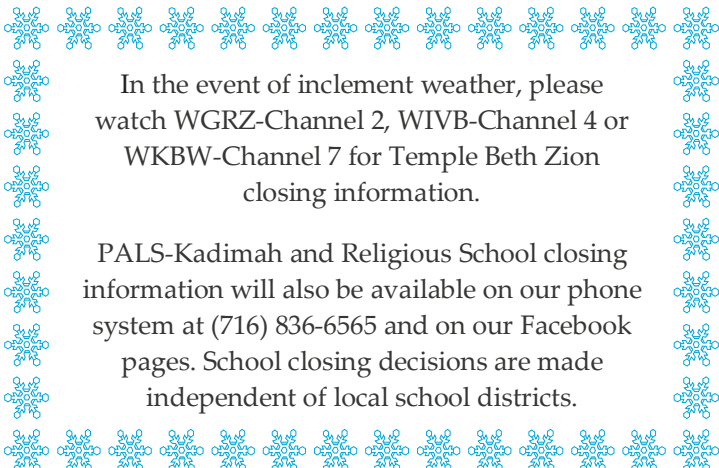 In the event of inclement weather, please
watch WGRZ-Channel 2, WIVB-Channel 4 or
WKBW-Channel 7 for Temple Beth Zion
closing information.
PALS-Kadimah and Religious School closing
information will also be available on our phone
system at (716) 836-6565 and on our Facebook
pages. School closing decisions are made
independent of local school districts.